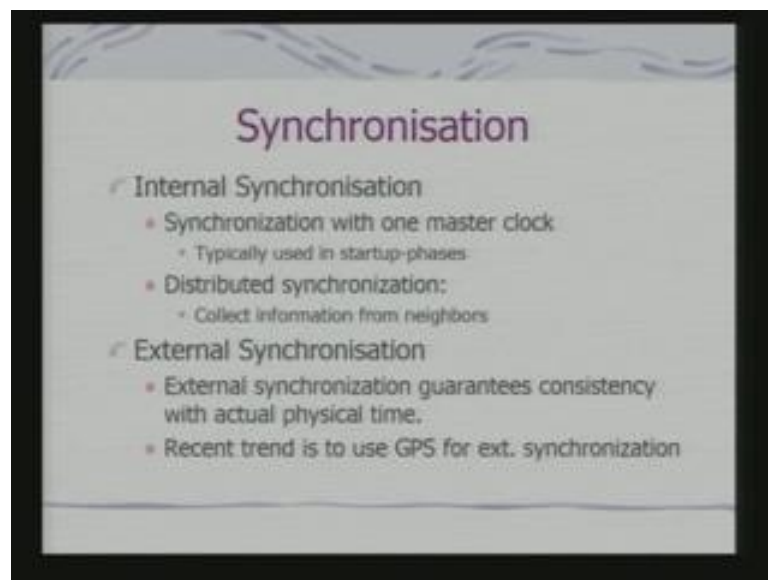 Synchronisation
Internal Synchronisation
Synchronization with one master clock
Typically used in startup-phases
Distributed synchronization:
Collect information from neighbors
External Synchronisation
External synchronization guarantees consistency
with actual physical time.
Recent trend is to use GPS for ext. synchronization